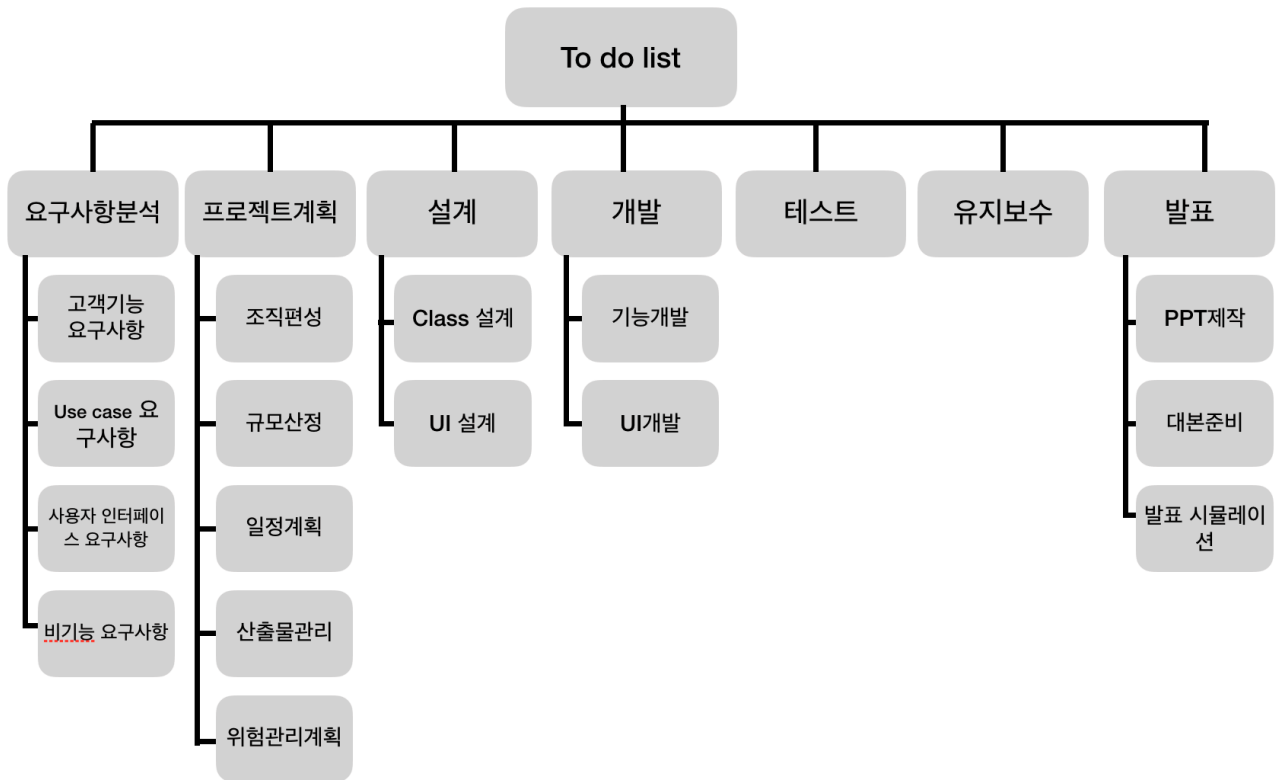 To do list
요구사항분석
프로젝트계획
설계
개발
테스트
유지보수
발표
고객기능
요구사항
Use case 요
구사항
사용자 인터페이
스 요구사항
비기능 요구사항
조직편성
규모산정
일정계획
산출물관리
위험관리계획
Class 설계
UI 설계
기능개발
UI개발
PPT제작
대본준비
발표 시뮬레이
션